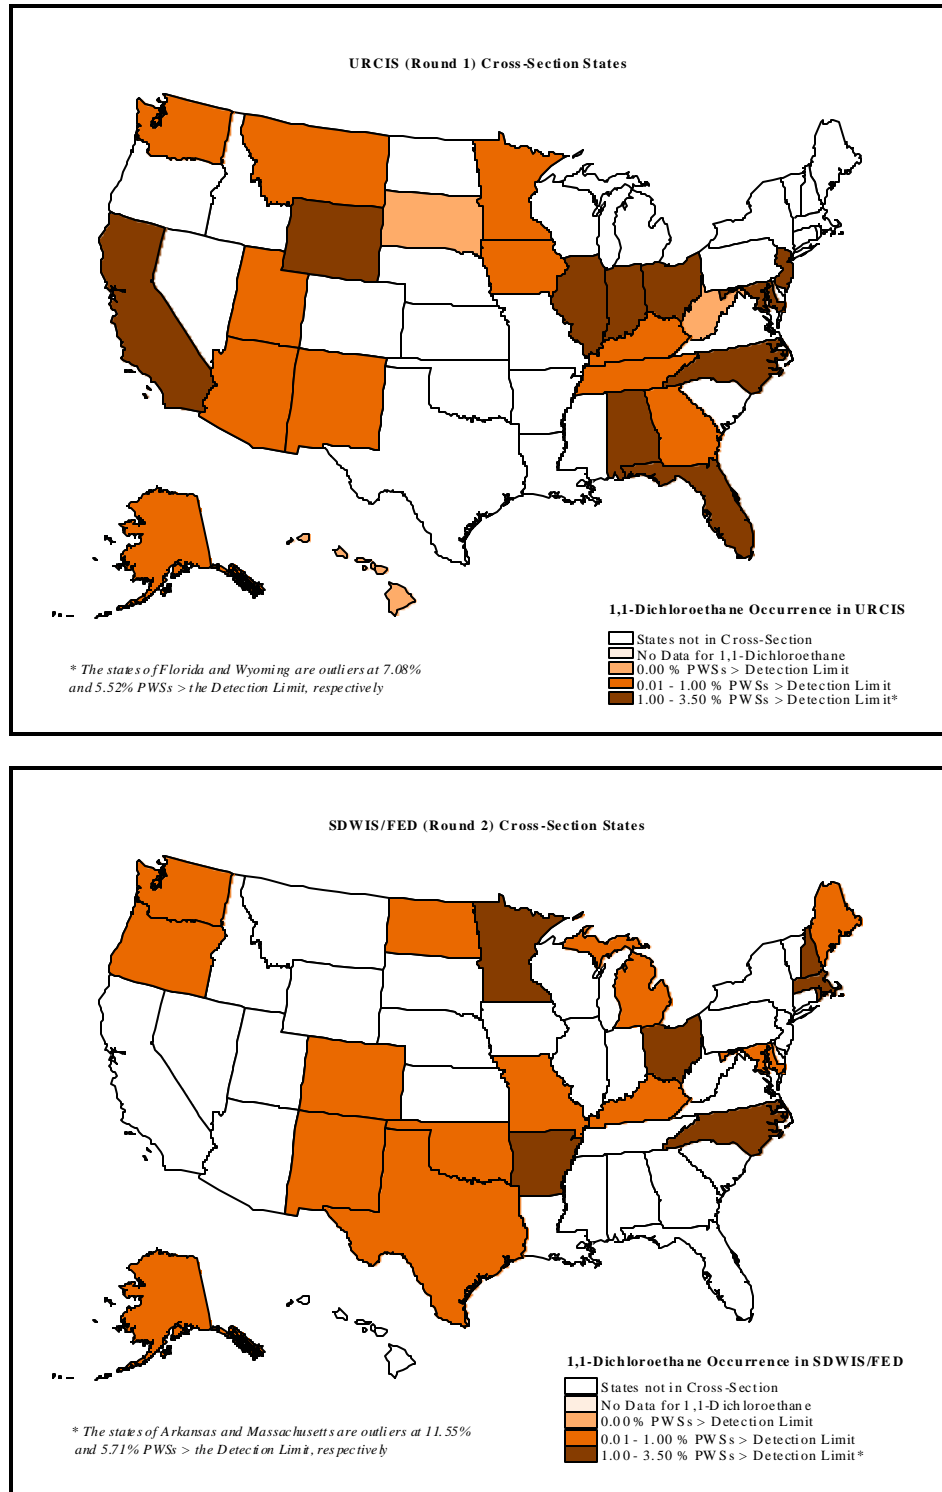 URCIS (Round 1) Cross-Section States
1,1-Dichloroethane Occurrence in URCIS
States not in Cross-Section
No Data for 1,1-Dichloroethane
0.00 % PWSs > Detection Limit
0.01 - 1.00 % PWSs > Detection Limit
1.00 - 3.50 % PWSs > Detection Limit*
* The states of Florida and Wyoming are outliers at 7.08%
and 5.52% PWSs > the Detection Limit, respectively
SDWIS/FED (Round 2) Cross-Section States
1,1-Dichloroethane Occurrence in SDWIS/FED
States not in Cross-Section
No Data for 1,1-Dichloroethane
0.00 % PWSs > Detection Limit
0.01 - 1.00 % PWSs > Detection Limit
1.00 - 3.50 % PWSs > Detection Limit*
* The states of Arkansas and Massachusetts are outliers at 11.55%
and 5.71% PWSs > the Detection Limit, respectively